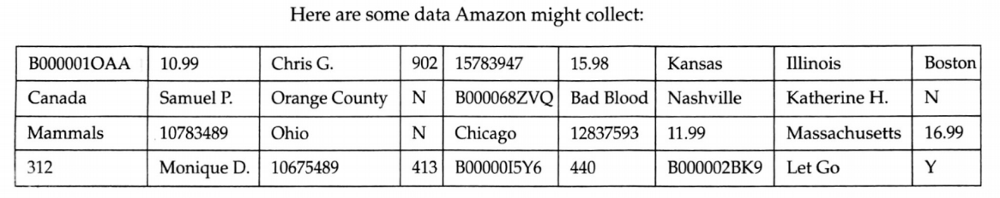 Here are some data Amazon might collect:
B000001OAA 10.99 Chris G. 902 15783947 15.98 Kansas Illinois Boston
Canada Samuel P. Orange County N B000068ZVQ Bad Blood Nashville Katherine H. N
Mammals 10783489 Ohio N Chicago 12837593 11.99 Massachusetts 16.99
312 Monique D. 10675489 413 B00000I5Y6 440 B000002BK9 Let Go Y